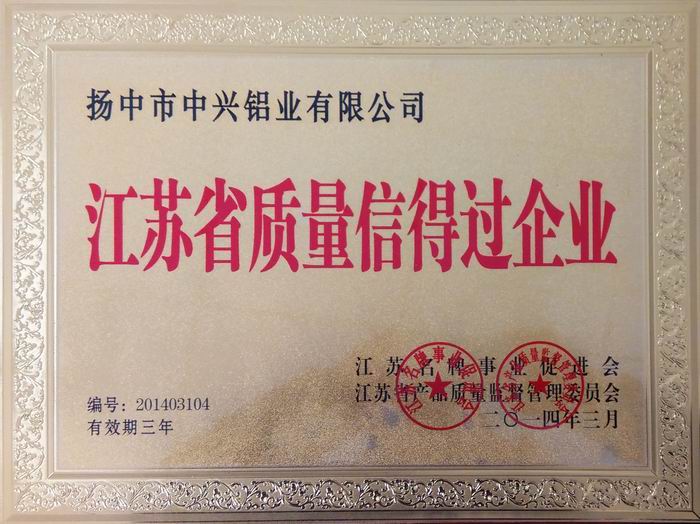 扬中市中兴铝业有限公司
江苏省质量信得过企业
江苏名牌事业促进会
江苏省产品质量监督管理委员会
二〇一四年三月
编号：201403104
有效期三年